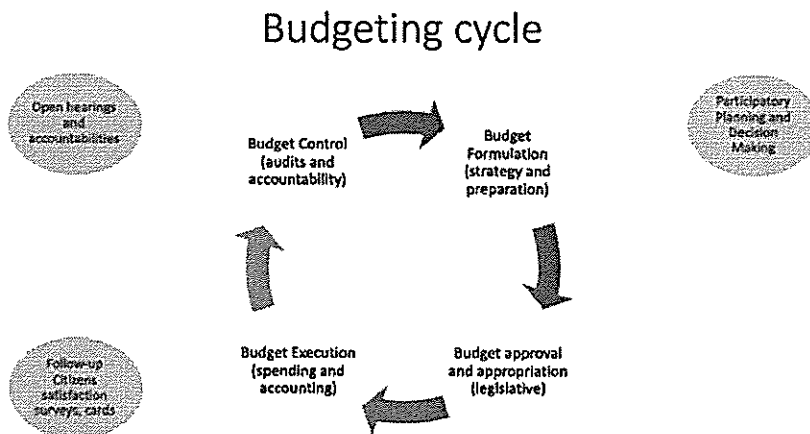 Budgeting cycle
Open hearings
and
accountabilities
Budget Control
(audits and
accountability)
Budget
Formulation
(strategy and
preparation)
Participatory
Planning and
Decision
Making
Follow-up
Citizens
satisfaction
surveys, cards
Budget Execution
(spending and
accounting)
Budget approval
and appropriation
(legislative)